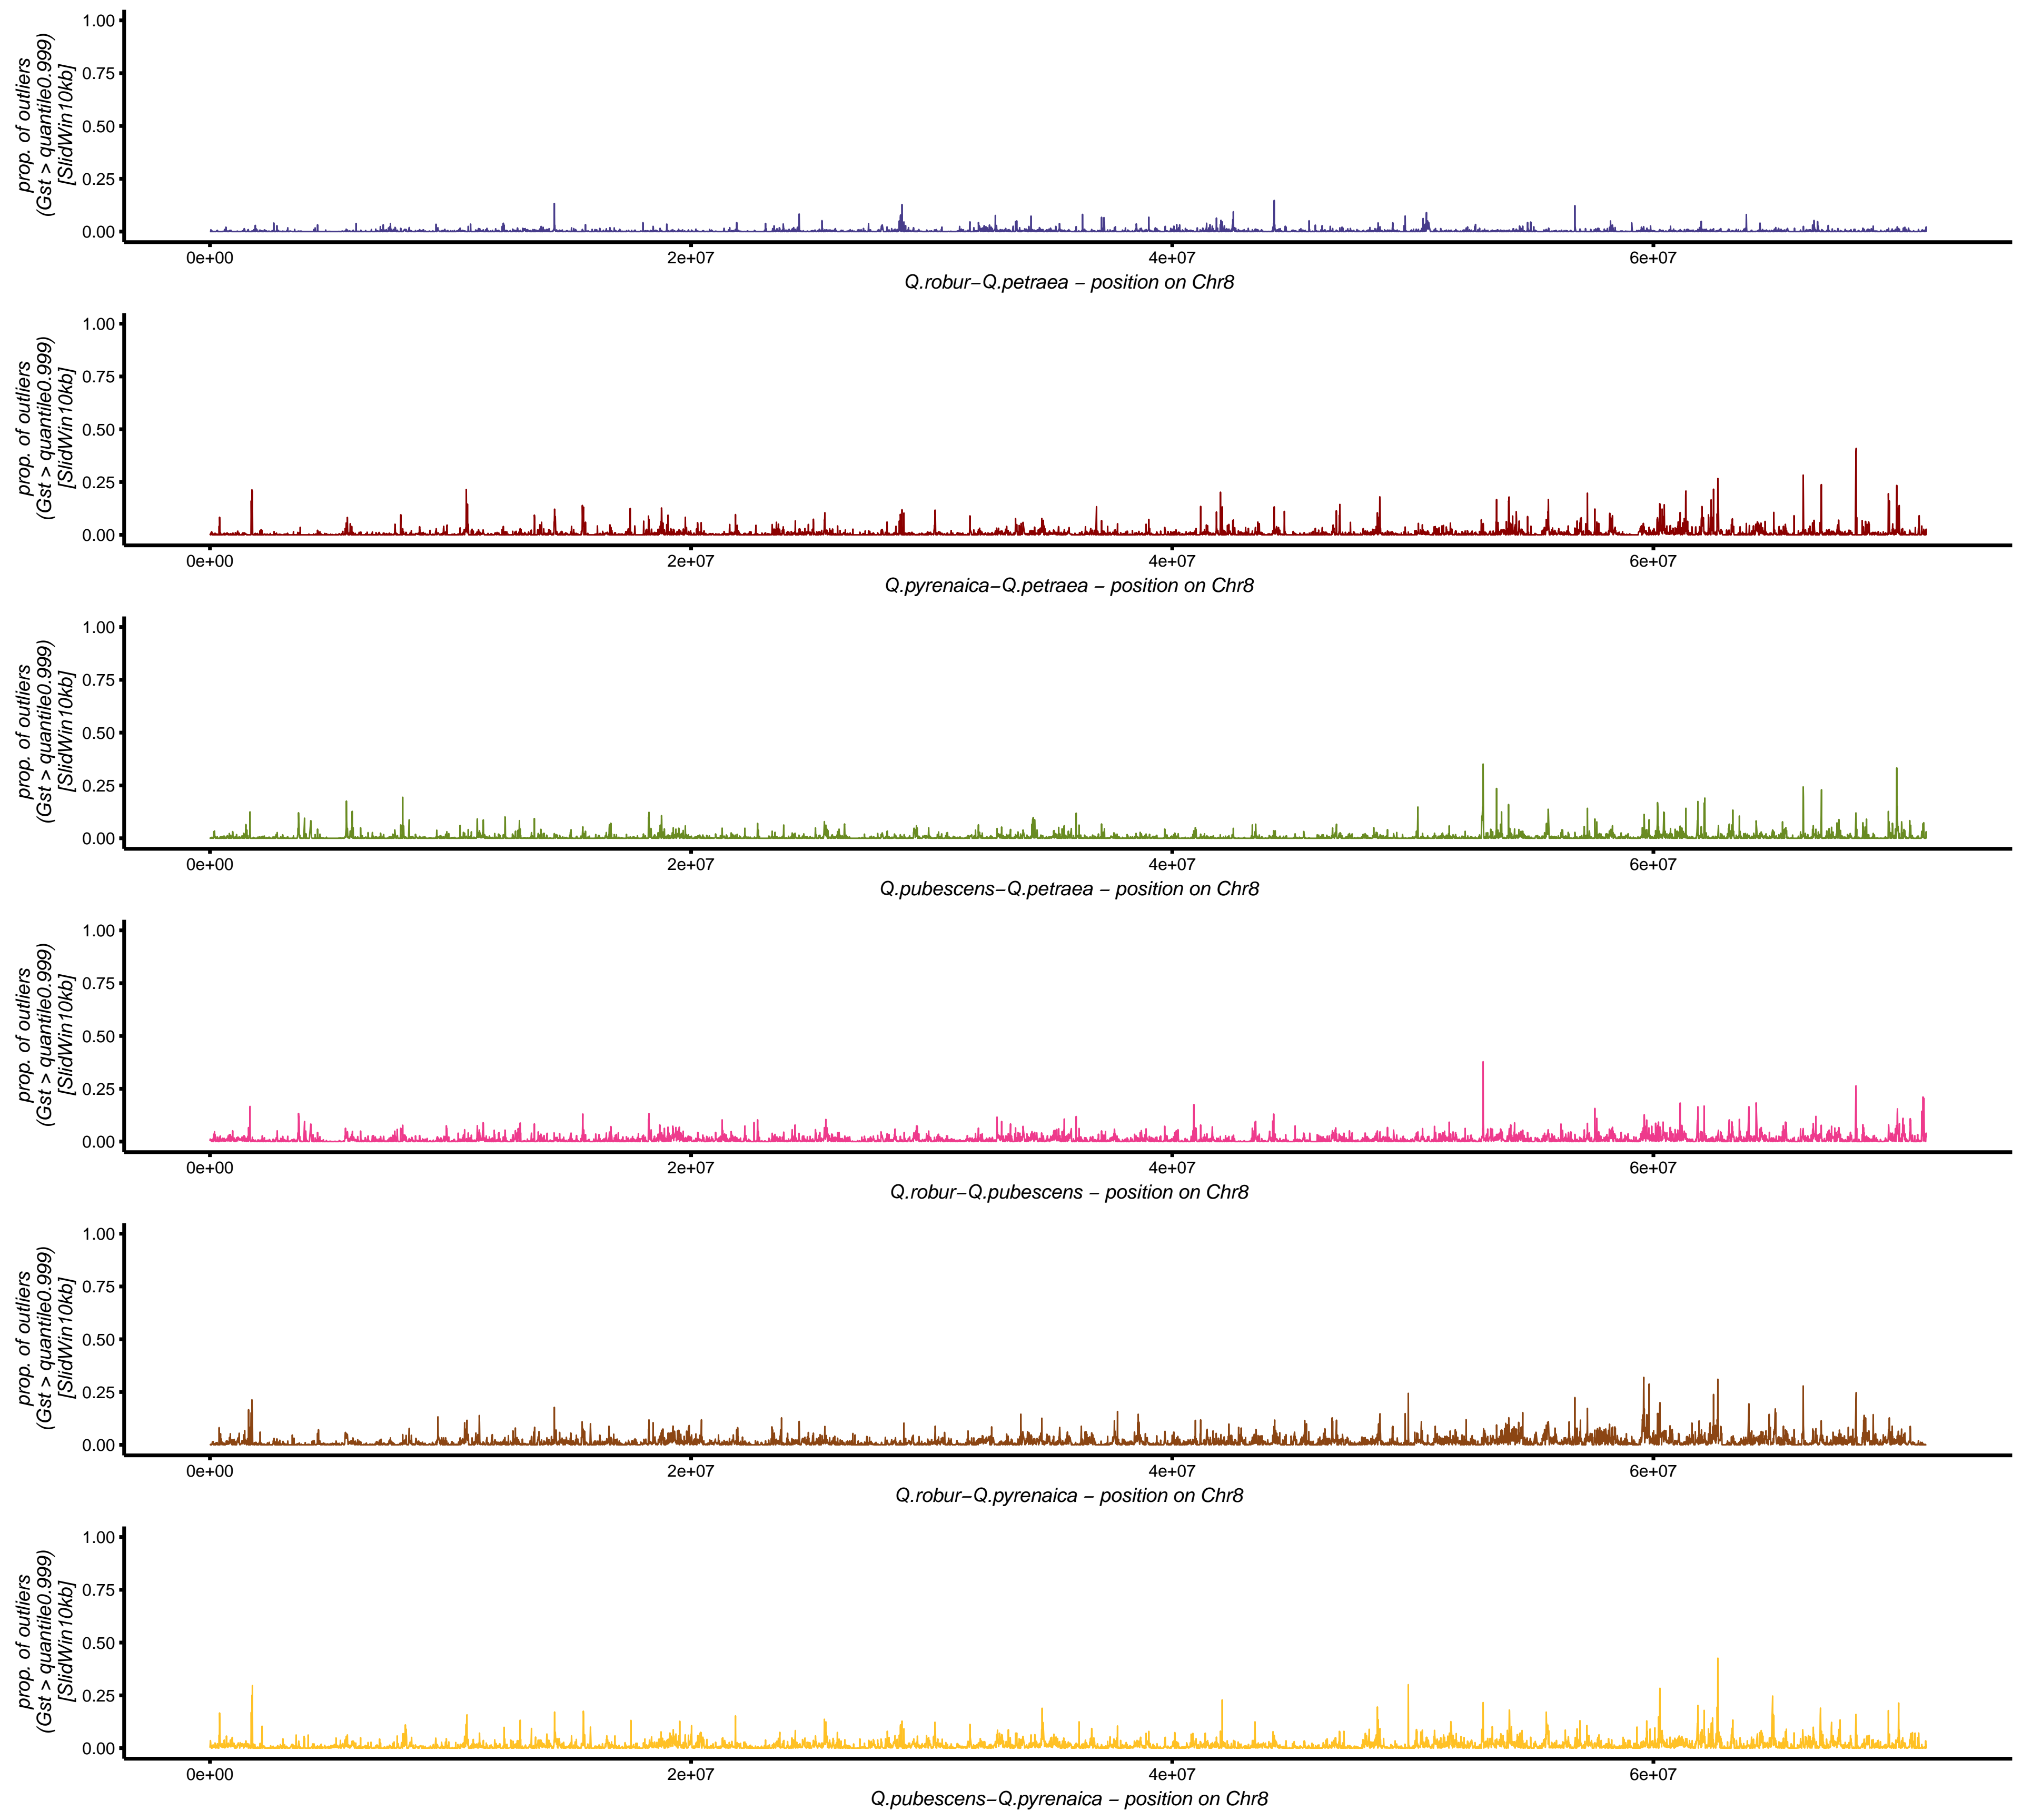 prop. of outliers
(Gst > quantile0.999)
[SlidWin10kb]
1.00
0.75
0.50
0.25
0.00
0e+00 2e+07 4e+07 6e+07
Q.robur−Q.petraea − position on Chr8
prop. of outliers
(Gst > quantile0.999)
[SlidWin10kb]
1.00
0.75
0.50
0.25
0.00
0e+00 2e+07 4e+07 6e+07
Q.pyrenaica−Q.petraea − position on Chr8
prop. of outliers
(Gst > quantile0.999)
[SlidWin10kb]
1.00
0.75
0.50
0.25
0.00
0e+00 2e+07 4e+07 6e+07
Q.pubescens−Q.petraea − position on Chr8
prop. of outliers
(Gst > quantile0.999)
[SlidWin10kb]
1.00
0.75
0.50
0.25
0.00
0e+00 2e+07 4e+07 6e+07
Q.robur−Q.pubescens − position on Chr8
prop. of outliers
(Gst > quantile0.999)
[SlidWin10kb]
1.00
0.75
0.50
0.25
0.00
0e+00 2e+07 4e+07 6e+07
Q.robur−Q.pyrenaica − position on Chr8
prop. of outliers
(Gst > quantile0.999)
[SlidWin10kb]
1.00
0.75
0.50
0.25
0.00
0e+00 2e+07 4e+07 6e+07
Q.pubescens−Q.pyrenaica − position on Chr8